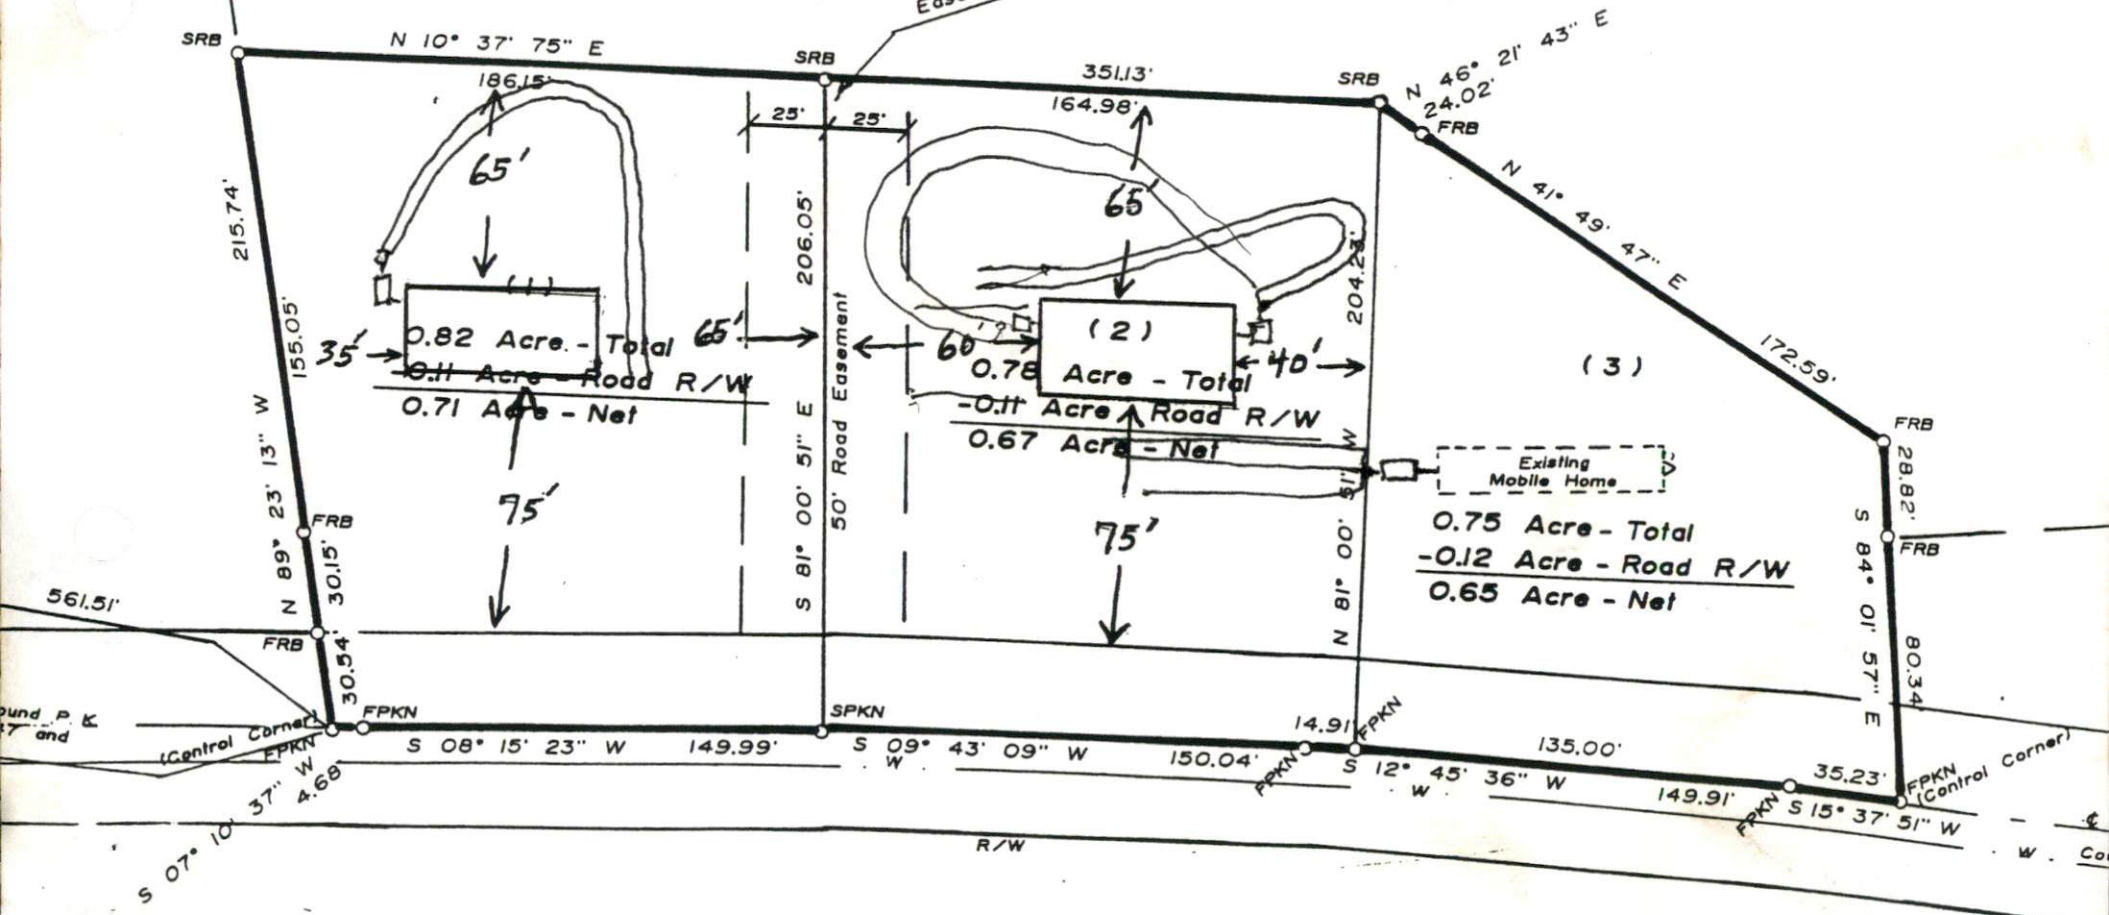 SRB
N 10° 37' 75" E
186.15'
SRB
351.13'
164.98'
SRB
N 46° 21' 43" E
24.02'
FRB
25'
25'
65'
65'
N 41° 49' 47" E
172.59'
215.74'
155.05'
N 89° 23' 13" W
206.05'
S 81° 00' 51" E
50' Road Easement
204.23'
N 81° 00' 51" W
(1)
0.82 Acre - Total
-0.11 Acre - Road R/W
0.71 Acre - Net
35'
65'
60'
(2)
0.78 Acre - Total
-0.11 Acre Road R/W
0.67 Acre - Net
40'
(3)
Existing
Mobile Home
0.75 Acre - Total
-0.12 Acre - Road R/W
0.65 Acre - Net
FRB
28.82'
FRB
S 84° 01' 57" E
80.34'
75'
75'
FRB
30.15'
FRB
30.54'
561.51'
ound P K
37 and
(Control Corner)
FPKN
FPKN
S 07° 10' 37" W
4.68'
S 08° 15' 23" W
149.99'
SPKN
S 09° 43' 09" W
150.04'
14.91'
FPKN
FPKN
S 12° 45' 36" W
135.00'
149.91'
35.23'
FPKN
S 15° 37' 51" W
FPKN
(Control Corner)
W
W
W
℄
R/W